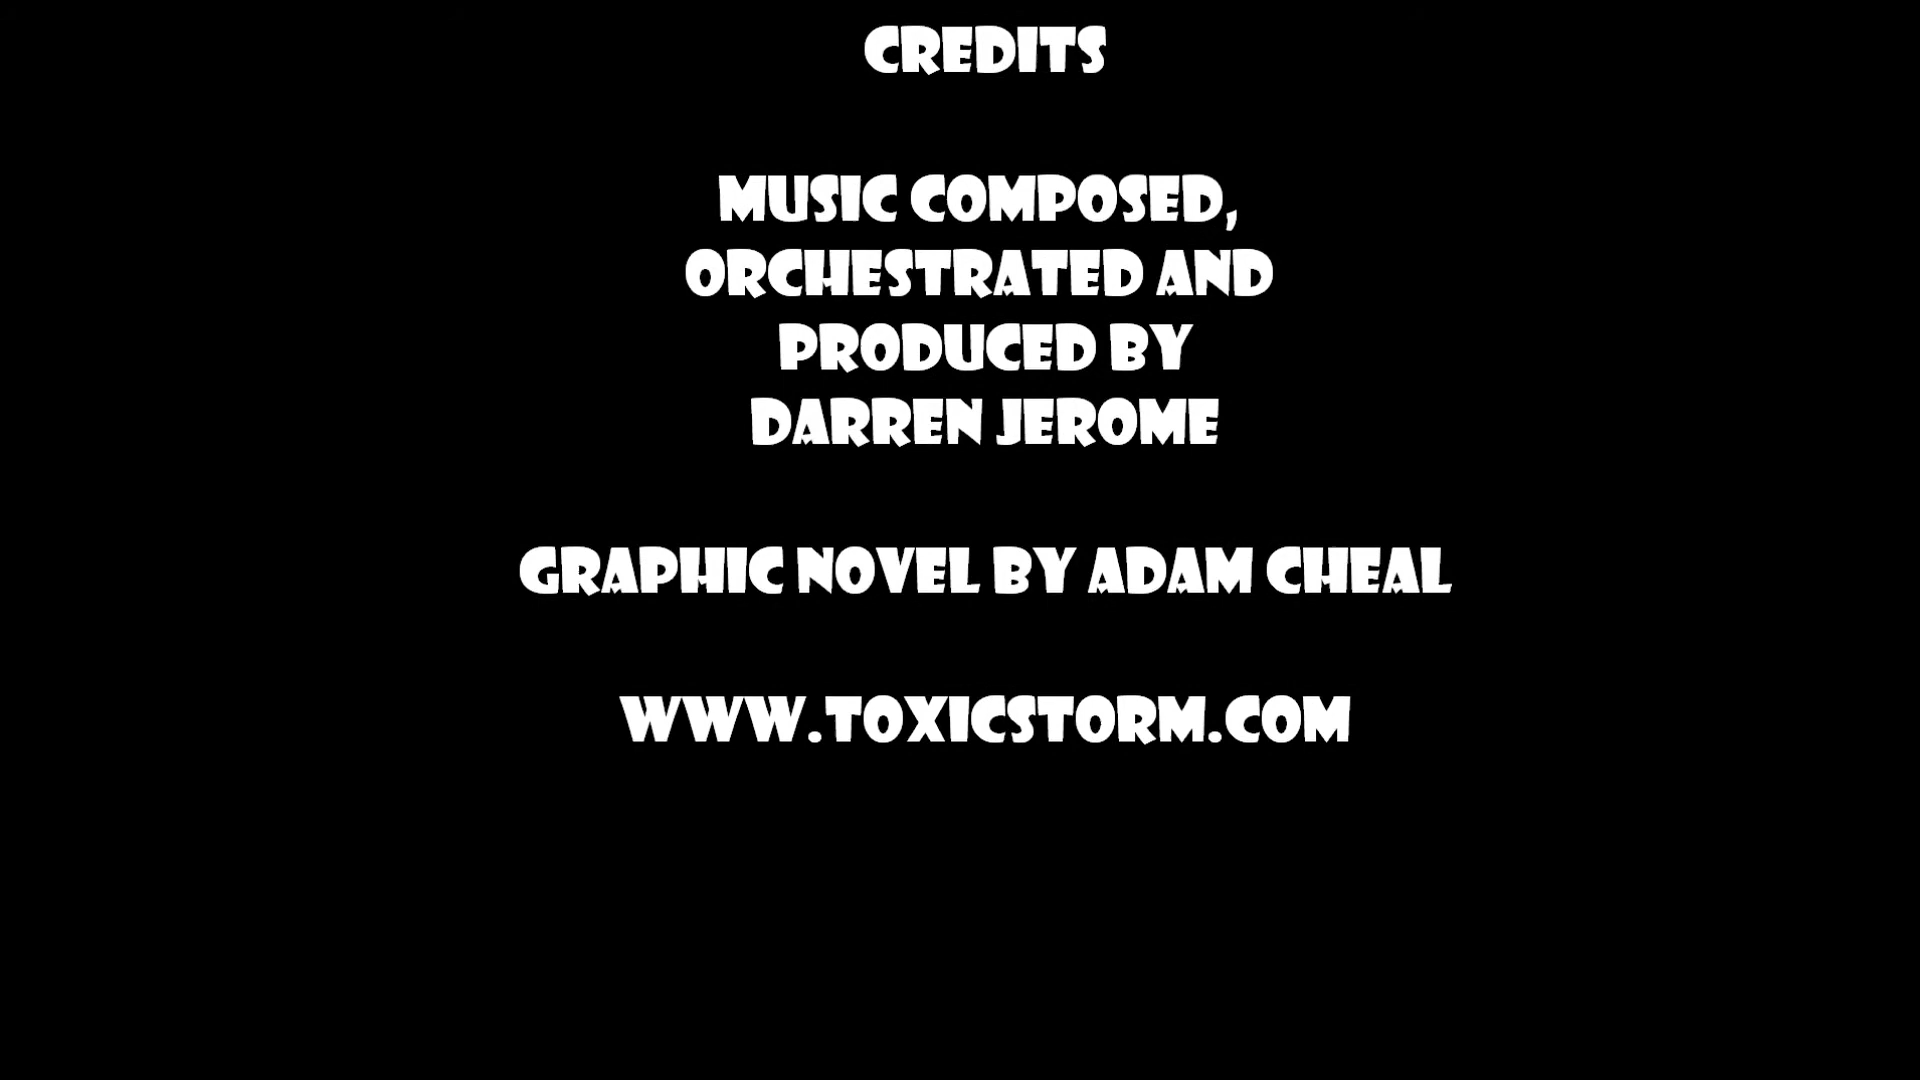 CREDITS
MUSIC COMPOSED,
ORCHESTRATED AND
PRODUCED BY
DARREN JEROME
GRAPHIC NOVEL BY ADAM CHEAL
WWW.TOXICSTORM.COM